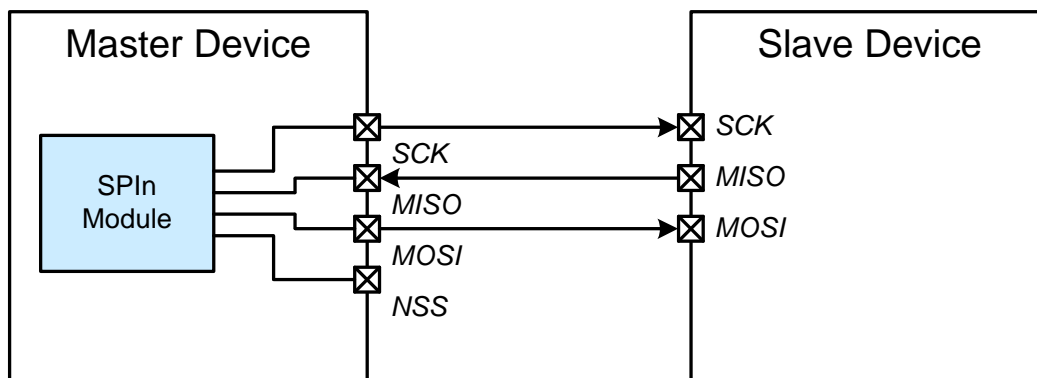 Master Device
Slave Device
SPIn
Module
SCK
MISO
MOSI
NSS
SCK
MISO
MOSI